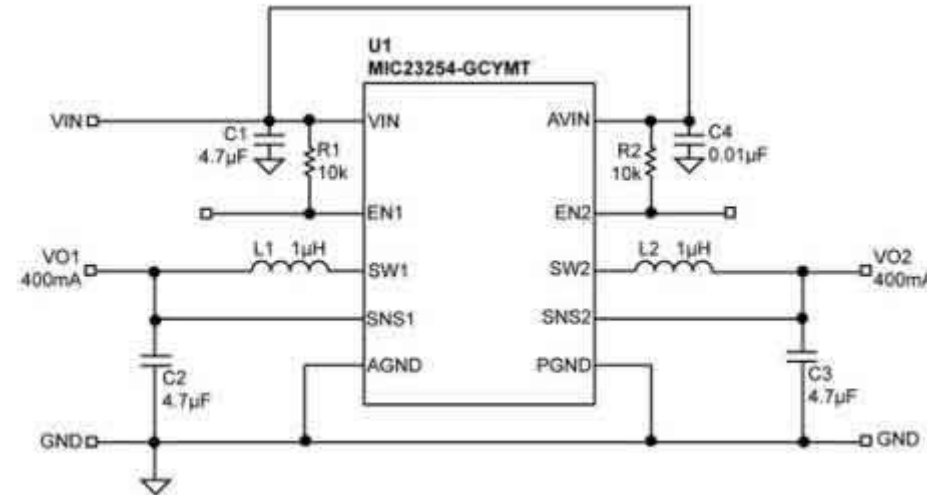 U1
MIC23254-GCYMT
VIN
VIN
AVIN
C1
4.7µF
R1
10k
R2
10k
C4
0.01µF
EN1
EN2
VO1
400mA
L1 1µH
SW1
SW2
L2 1µH
VO2
400mA
SNS1
SNS2
C2
4.7µF
AGND
PGND
C3
4.7µF
GND
GND